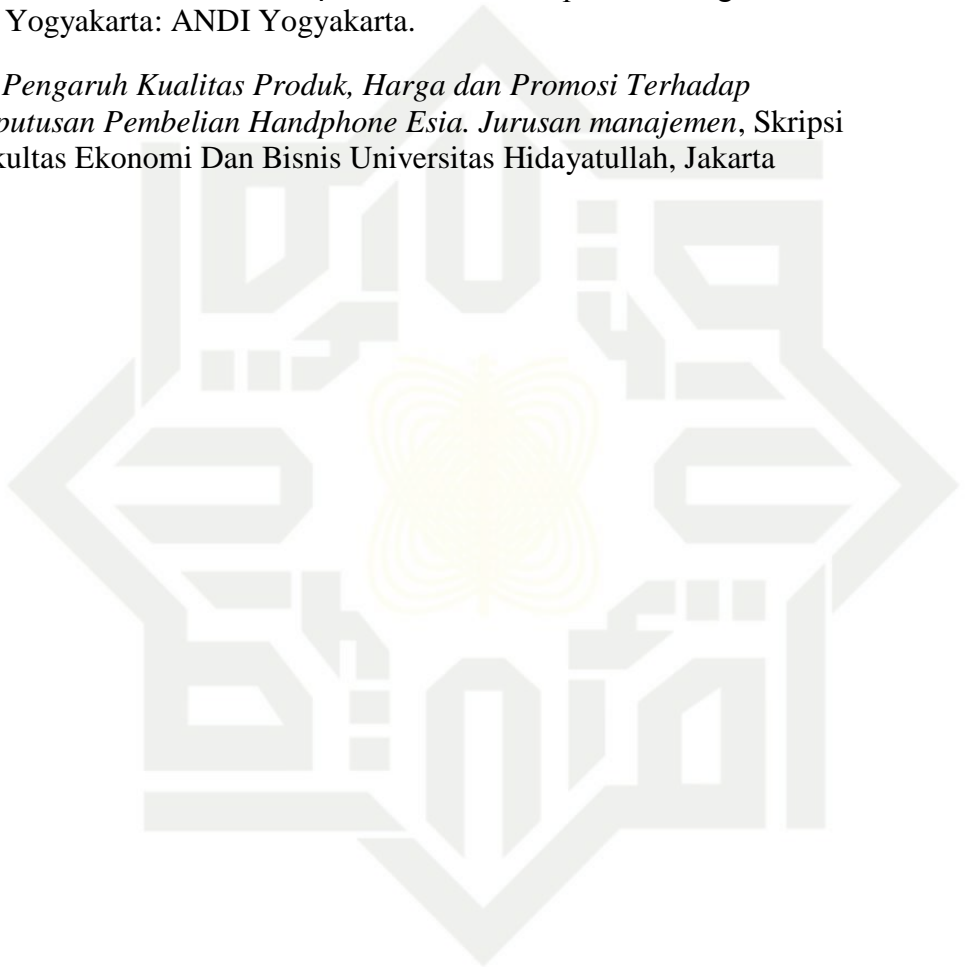 Yogyakarta: ANDI Yogyakarta.
Pengaruh Kualitas Produk, Harga dan Promosi Terhadap
putusan Pembelian Handphone Esia. Jurusan manajemen, Skripsi
kultas Ekonomi Dan Bisnis Universitas Hidayatullah, Jakarta